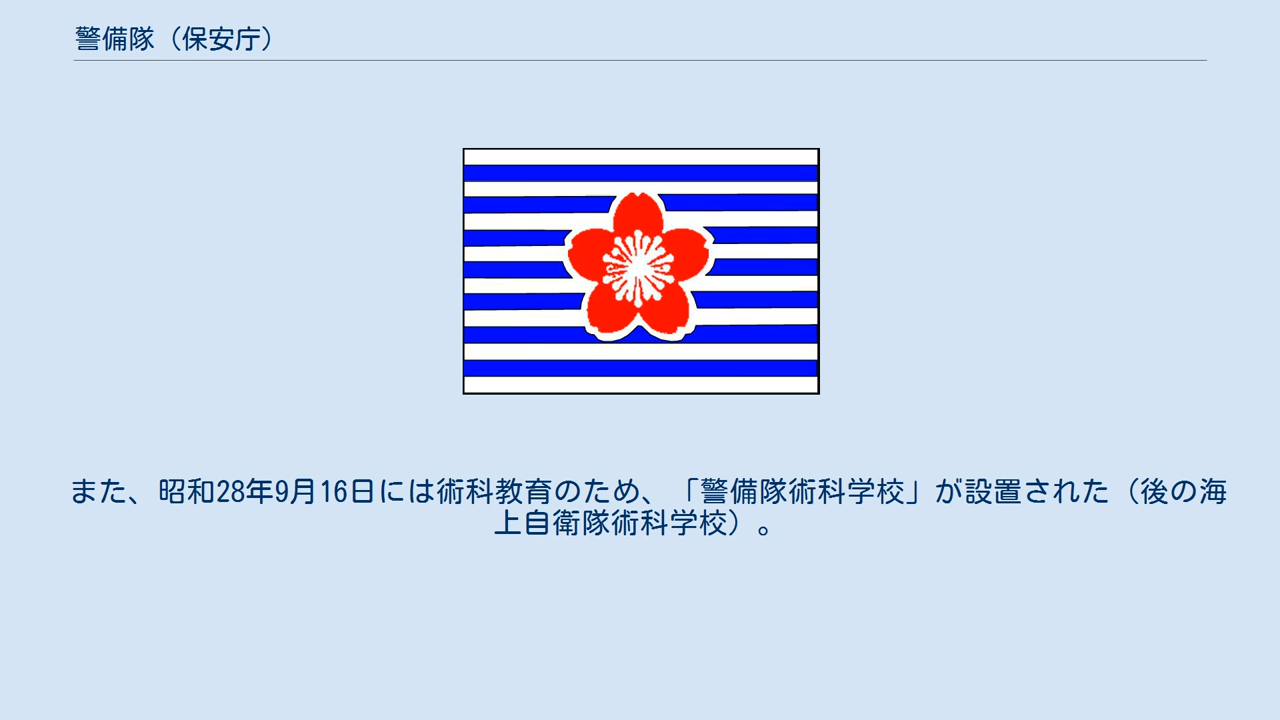 警備隊（保安庁）
また、昭和28年9月16日には術科教育のため、「警備隊術科学校」が設置された（後の海
上自衛隊術科学校）。